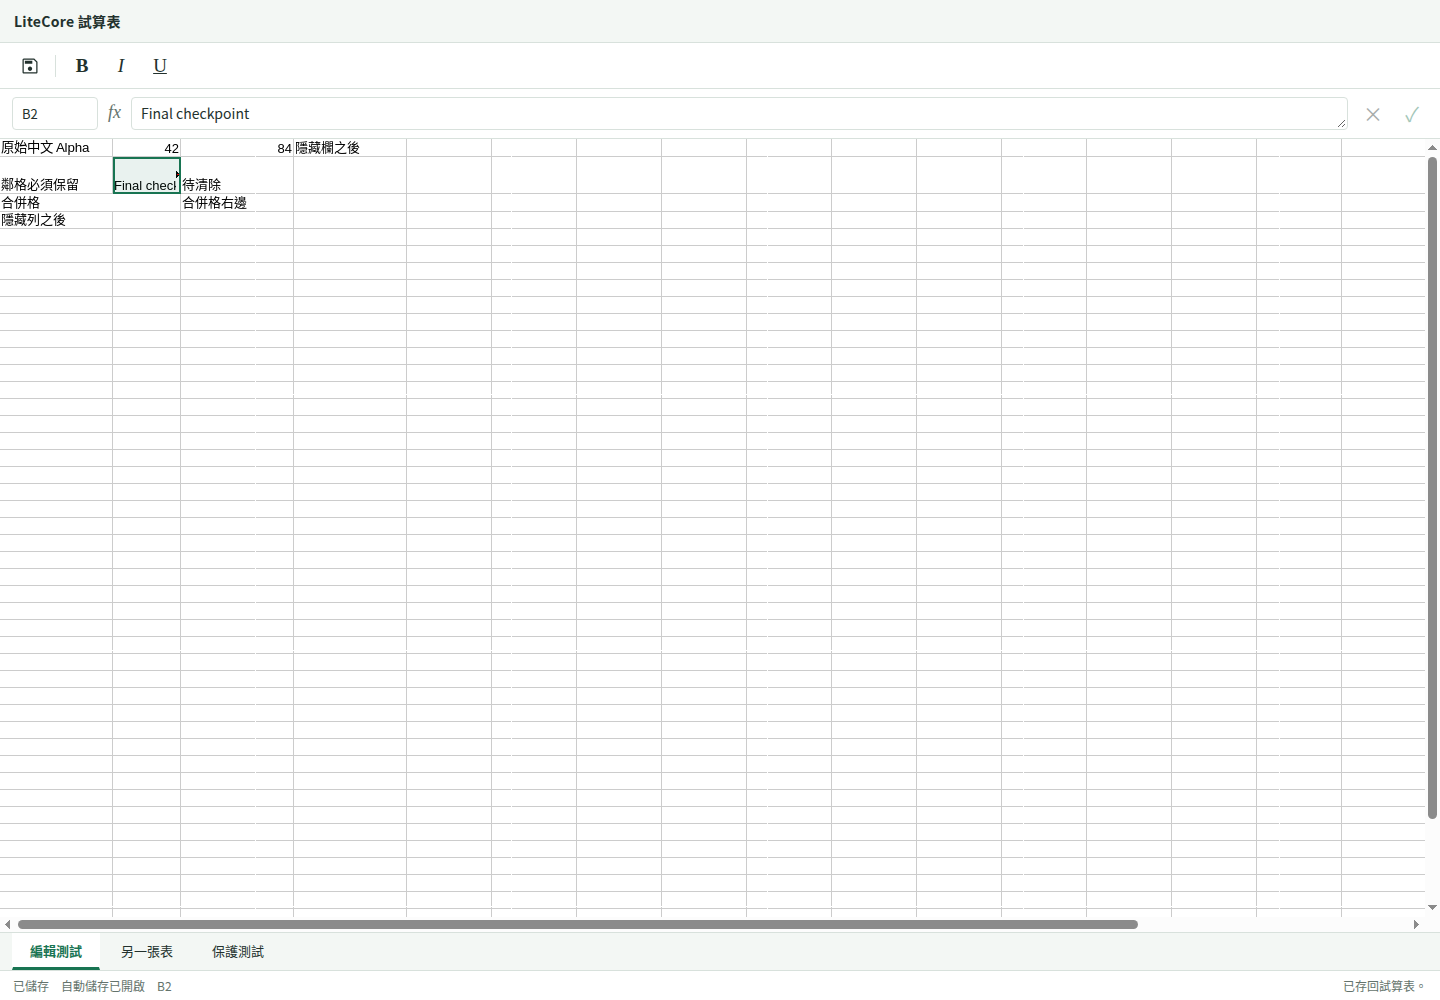 LiteCore 試算表
B I U
B2 fx Final checkpoint
原始中文 Alpha 42 84 隱藏欄之後
鄰格必須保留 Final check 待清除
合併格 合併格右邊
隱藏列之後
編輯測試 另一張表 保護測試
已儲存 自動儲存已開啟 B2 已存回試算表。